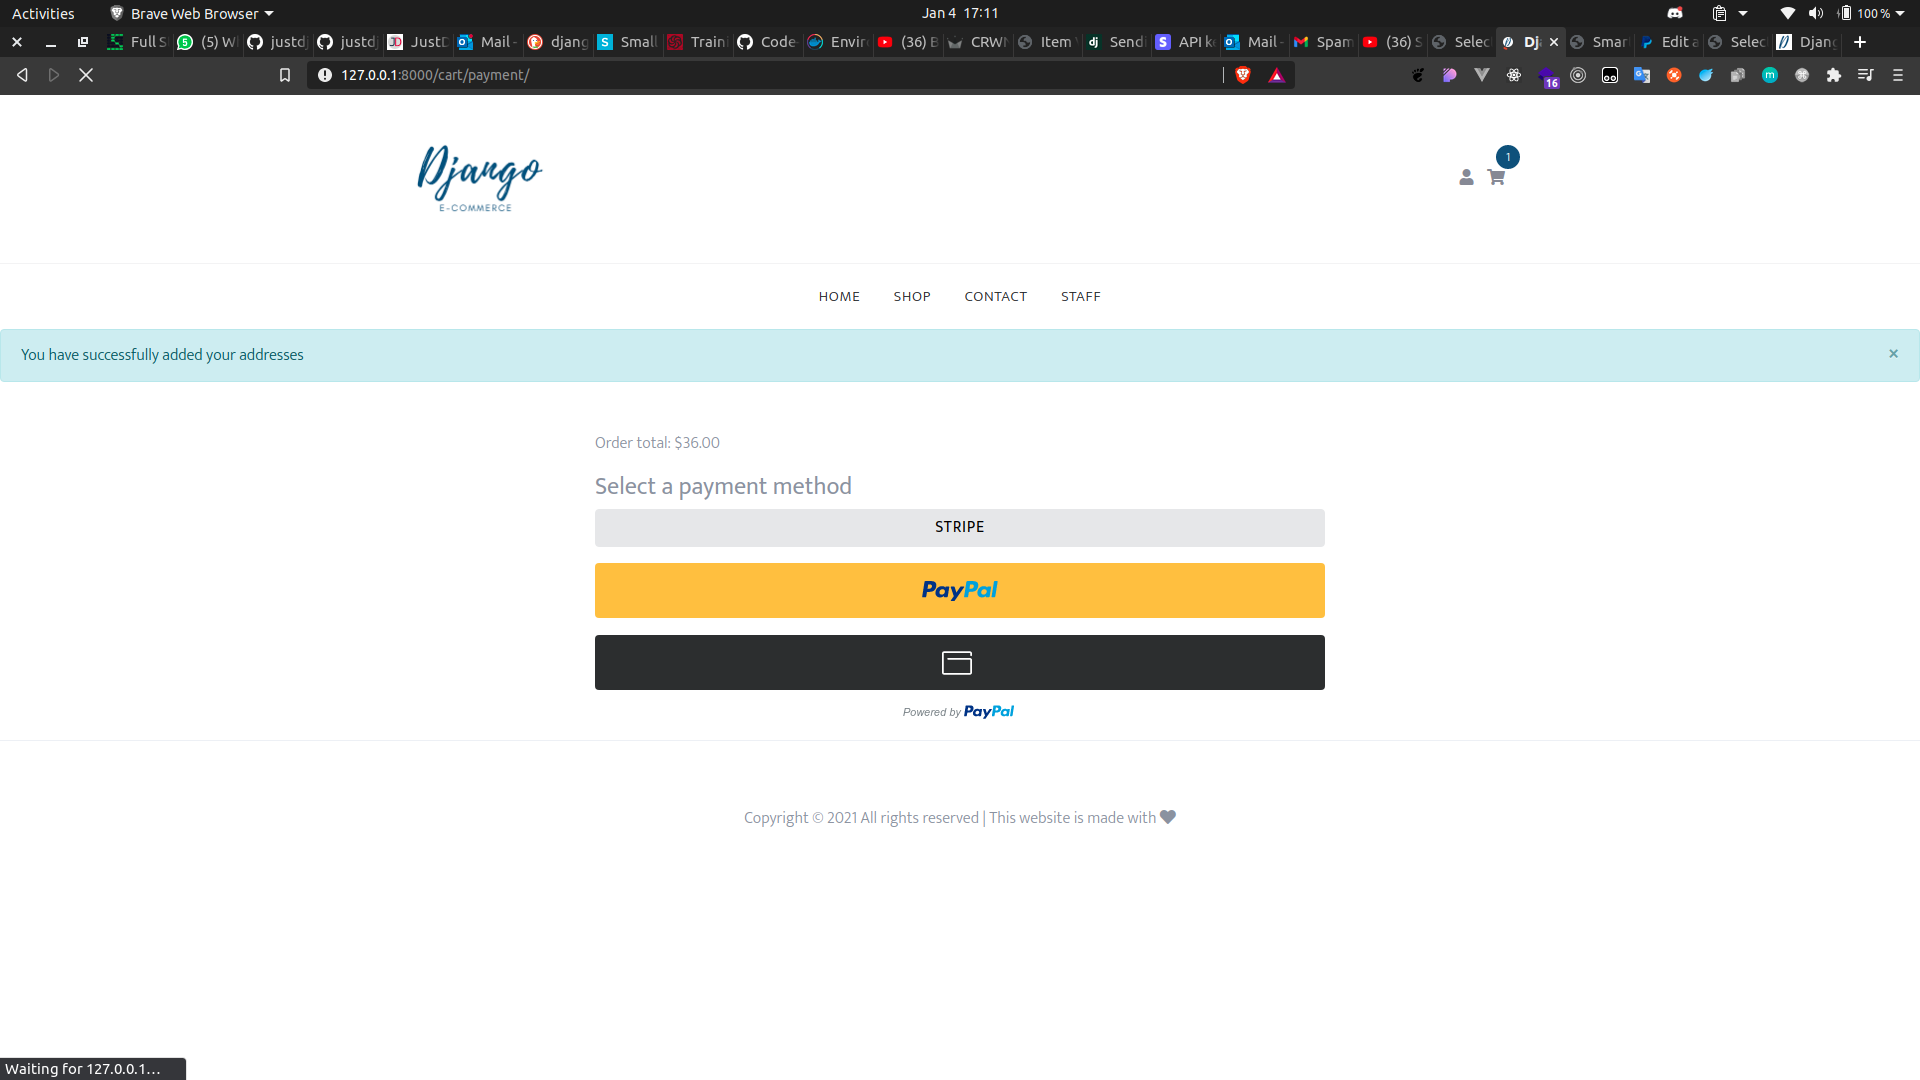 Activities Brave Web Browser Jan 4 17:11 100 %
Full S (5) W justd justd JustD Mail - djang Small Traini Code- Envir (36) B CRWN Item Sendi API ke Mail - Spam (36) S Selec Dja Smar Edit a Selec Djang
127.0.0.1:8000/cart/payment/ 16
Django
E-COMMERCE
1
HOME SHOP CONTACT STAFF
You have successfully added your addresses ×
Order total: $36.00
Select a payment method
STRIPE
PayPal
Powered by PayPal
Copyright © 2021 All rights reserved | This website is made with
Waiting for 127.0.0.1…